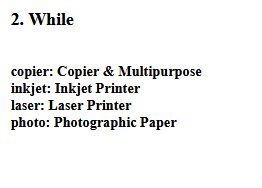 2. While
copier: Copier & Multipurpose
inkjet: Inkjet Printer
laser: Laser Printer
photo: Photographic Paper